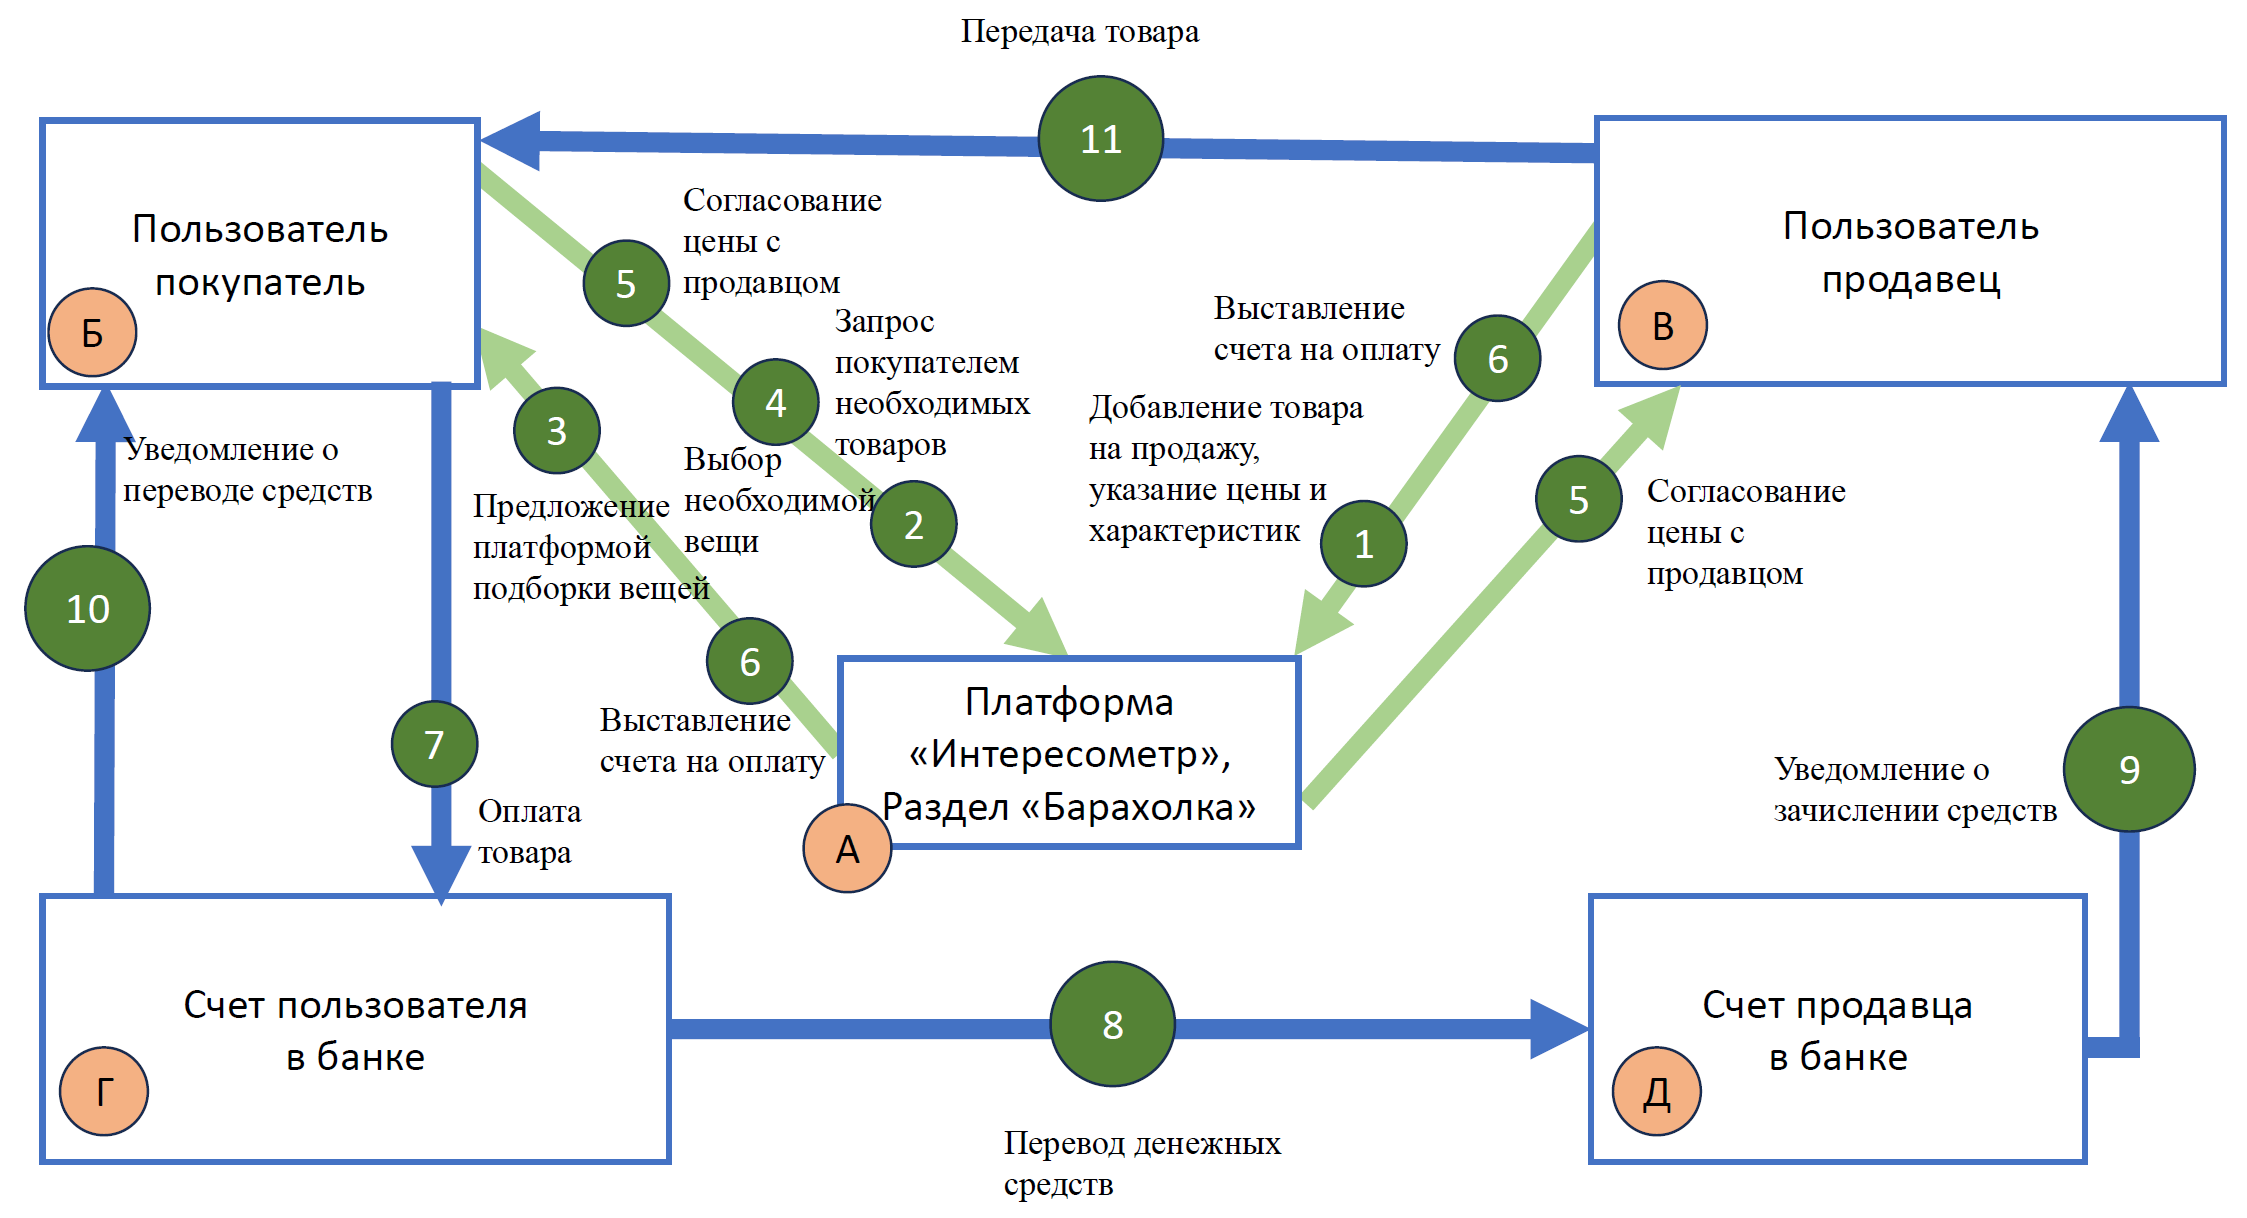 Передача товара
11
Пользователь
покупатель
Б
Пользователь
продавец
В
Согласование
цены с
продавцом
5
Запрос
покупателем
необходимых
товаров
4
Выставление
счета на оплату
6
Добавление товара
на продажу,
указание цены и
характеристик
1
3
Предложение
платформой
подборки вещей
Выбор
необходимой
вещи
2
5
Согласование
цены с
продавцом
Уведомление о
переводе средств
10
6
Выставление
счета на оплату
7
Оплата
товара
Платформа
«Интересометр»,
Раздел «Барахолка»
А
Уведомление о
зачислении средств
9
Счет пользователя
в банке
Г
8
Перевод денежных
средств
Счет продавца
в банке
Д